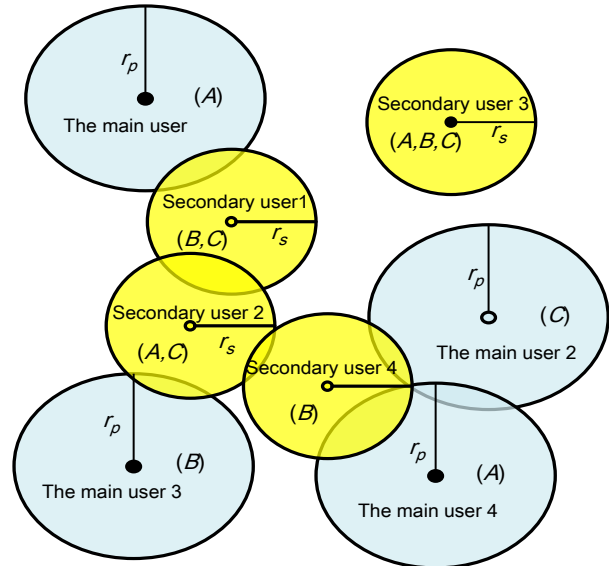 r_p
(A)
The main user
Secondary user 3
(A,B,C)
r_s
Secondary user1
(B,C)
r_s
r_p
(C)
The main user 2
Secondary user 2
(A,C)
r_s
Secondary user 4
(B)
r_p
(B)
The main user 3
r_p
(A)
The main user 4